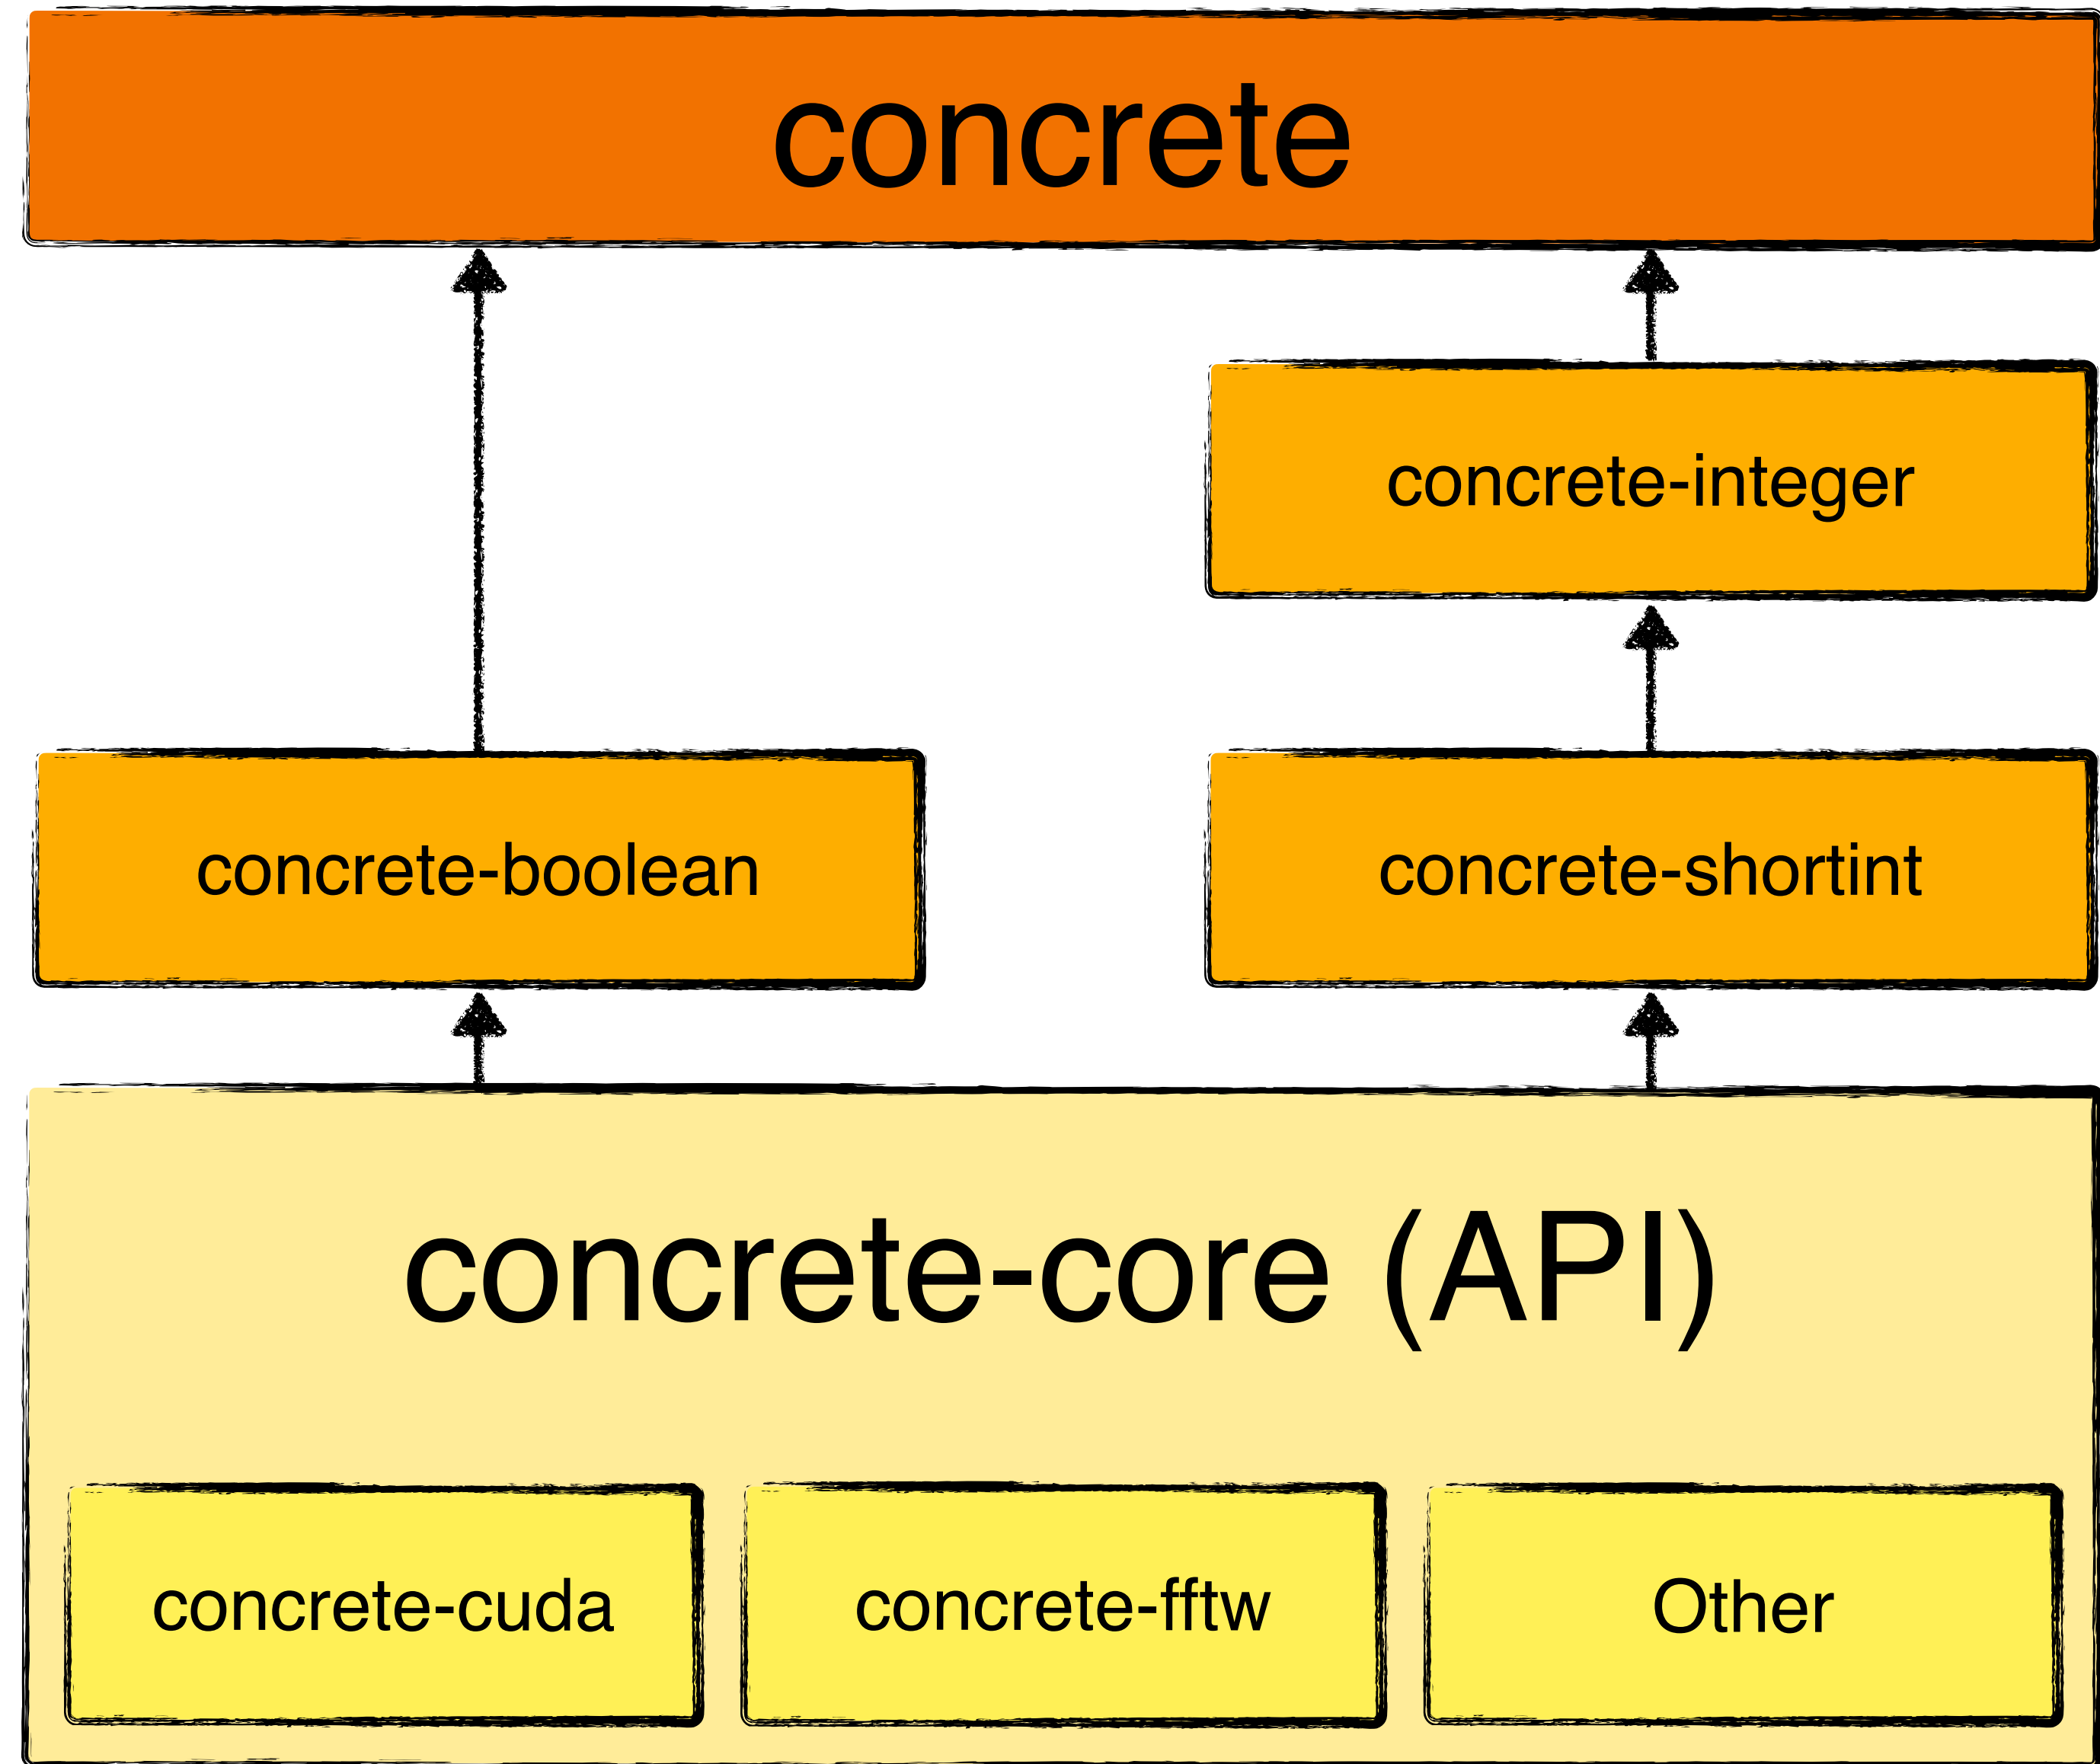 concrete
concrete-integer
concrete-boolean
concrete-shortint
concrete-core (API)
concrete-cuda
concrete-fftw
Other